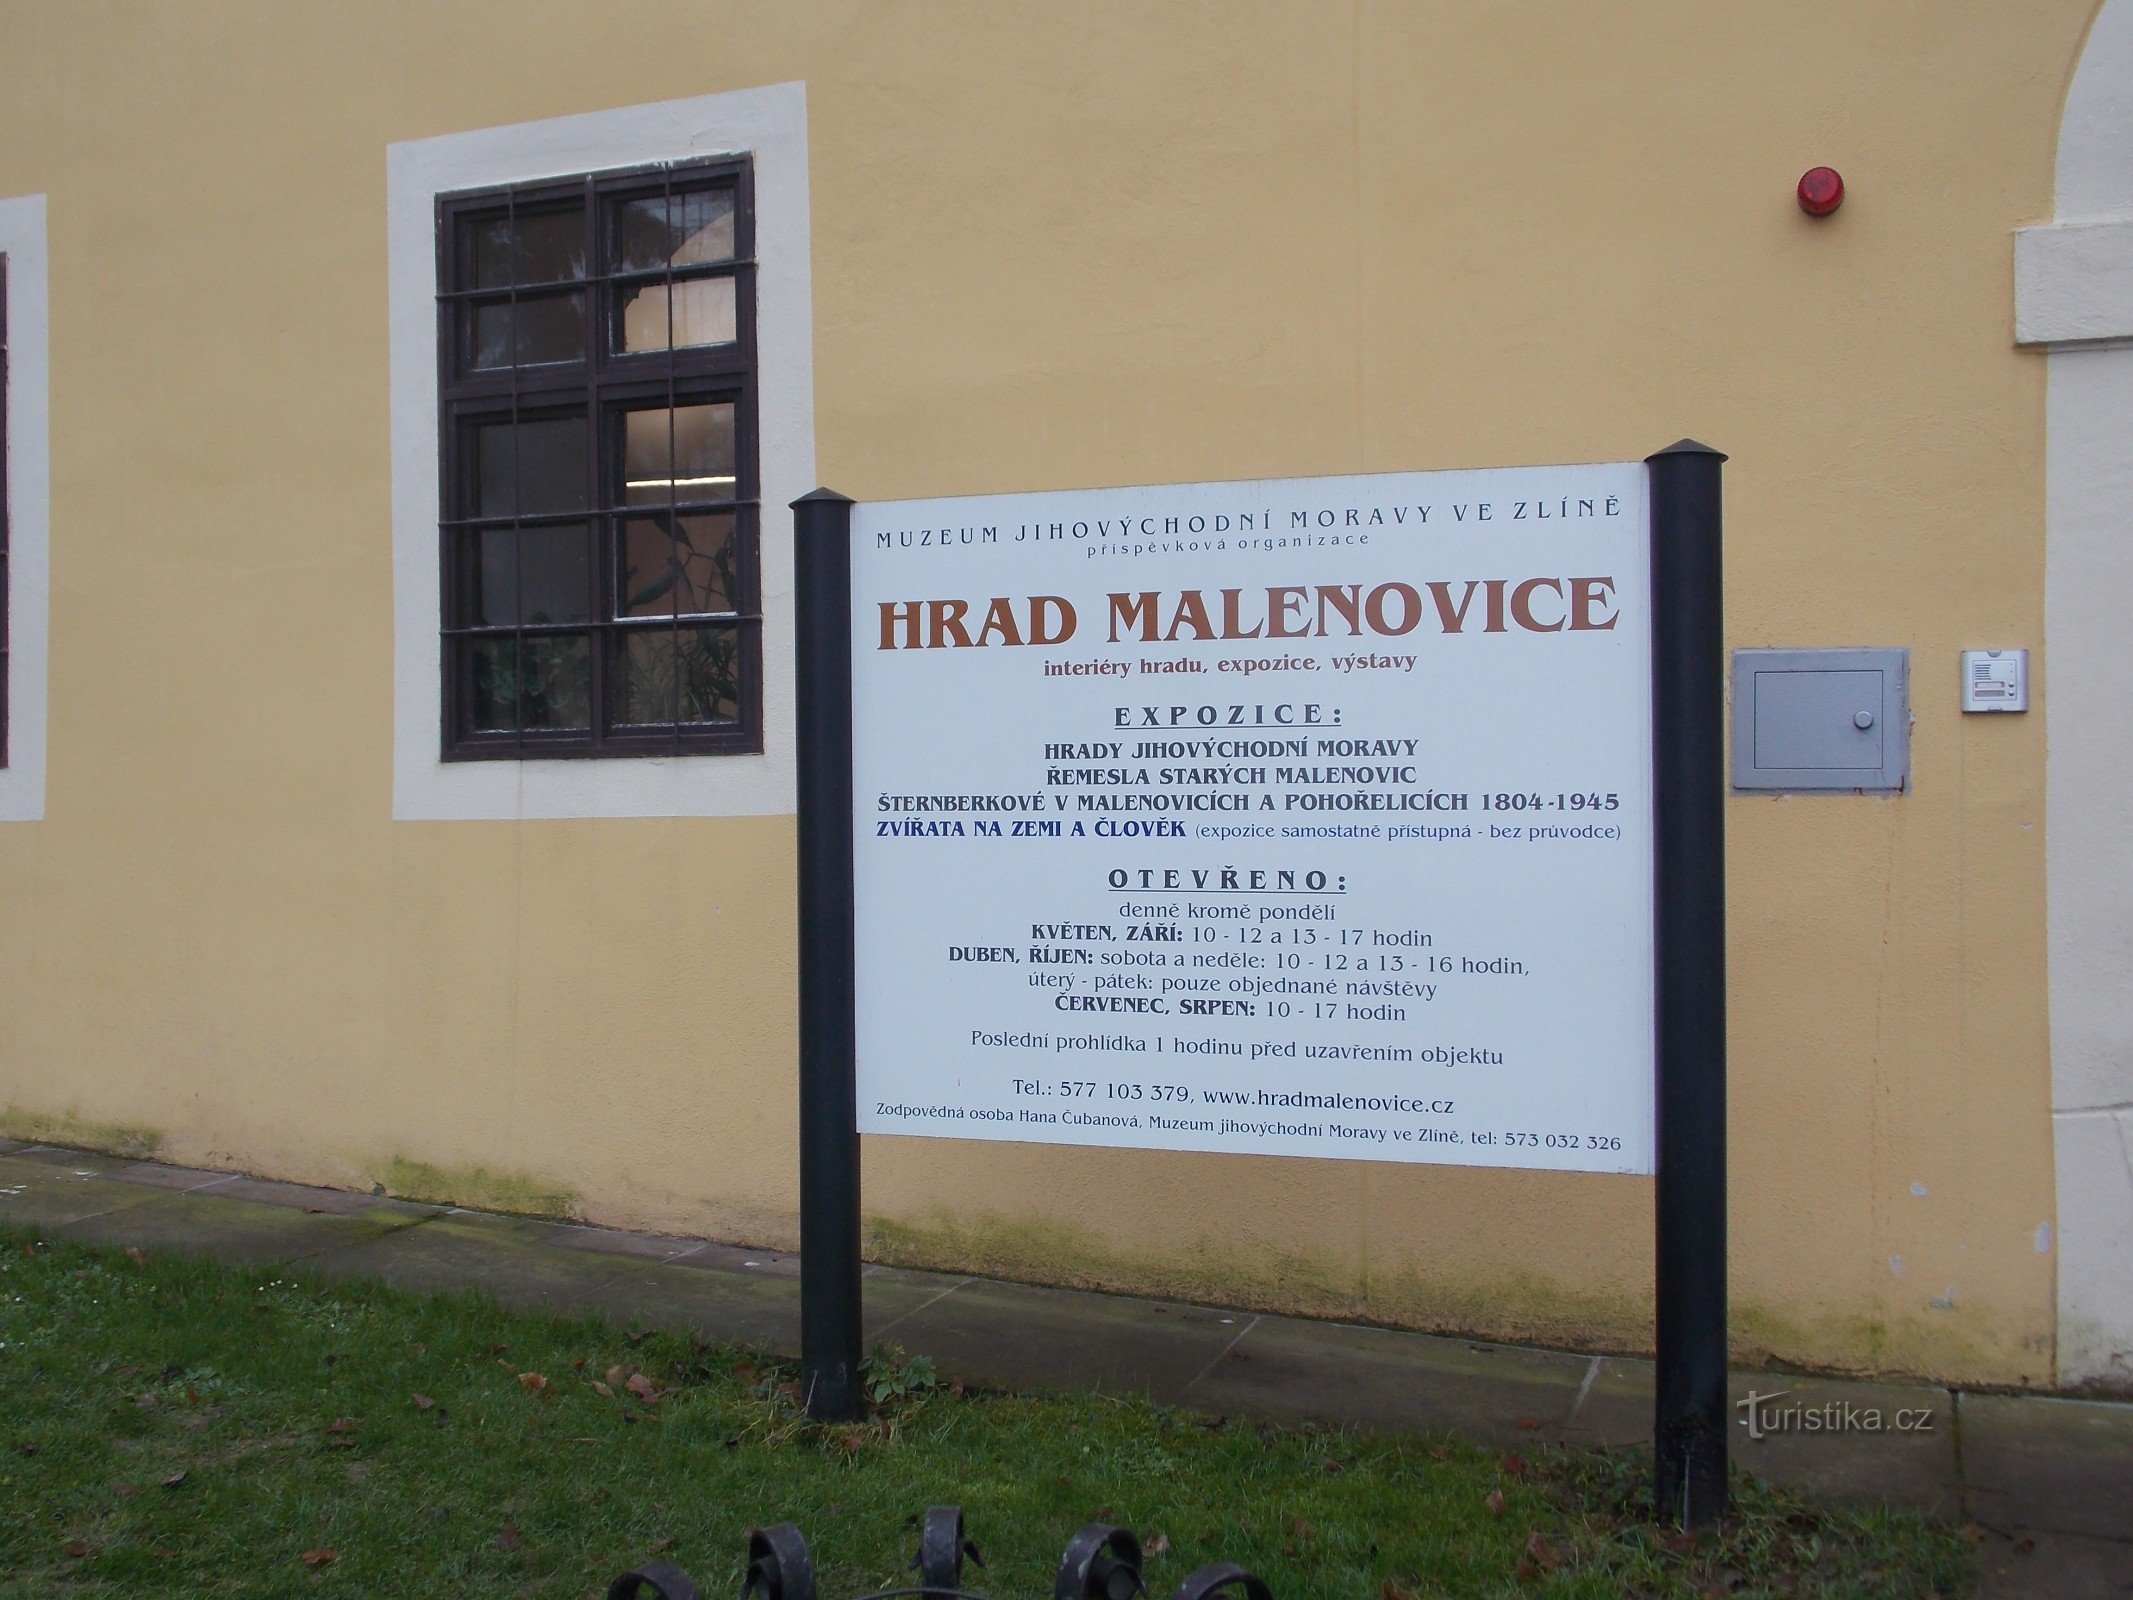 MUZEUM JIHOVÝCHODNÍ MORAVY VE ZLÍNĚ
příspěvková organizace
HRAD MALENOVICE
interiéry hradu, expozice, výstavy
EXPOZICE:
HRADY JIHOVÝCHODNÍ MORAVY
ŘEMESLA STARÝCH MALENOVIC
ŠTERNBERKOVÉ V MALENOVICÍCH A POHOŘELICÍCH 1804-1945
ZVÍŘATA NA ZEMI A ČLOVĚK (expozice samostatně přístupná - bez průvodce)
OTEVŘENO:
denně kromě pondělí
KVĚTEN, ZÁŘÍ: 10 - 12 a 13 - 17 hodin
DUBEN, ŘÍJEN: sobota a neděle: 10 - 12 a 13 - 16 hodin,
úterý - pátek: pouze objednané návštěvy
ČERVENEC, SRPEN: 10 - 17 hodin
Poslední prohlídka 1 hodinu před uzavřením objektu
Tel.: 577 103 379, www.hradmalenovice.cz
Zodpovědná osoba Hana Čubanová, Muzeum jihovýchodní Moravy ve Zlíně, tel: 573 032 326
Turistika.cz